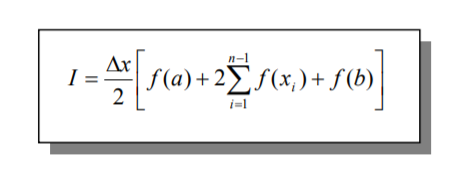 I = Δx/2 [ f(a) + 2 ∑_{i=1}^{n−1} f(x_i) + f(b) ]